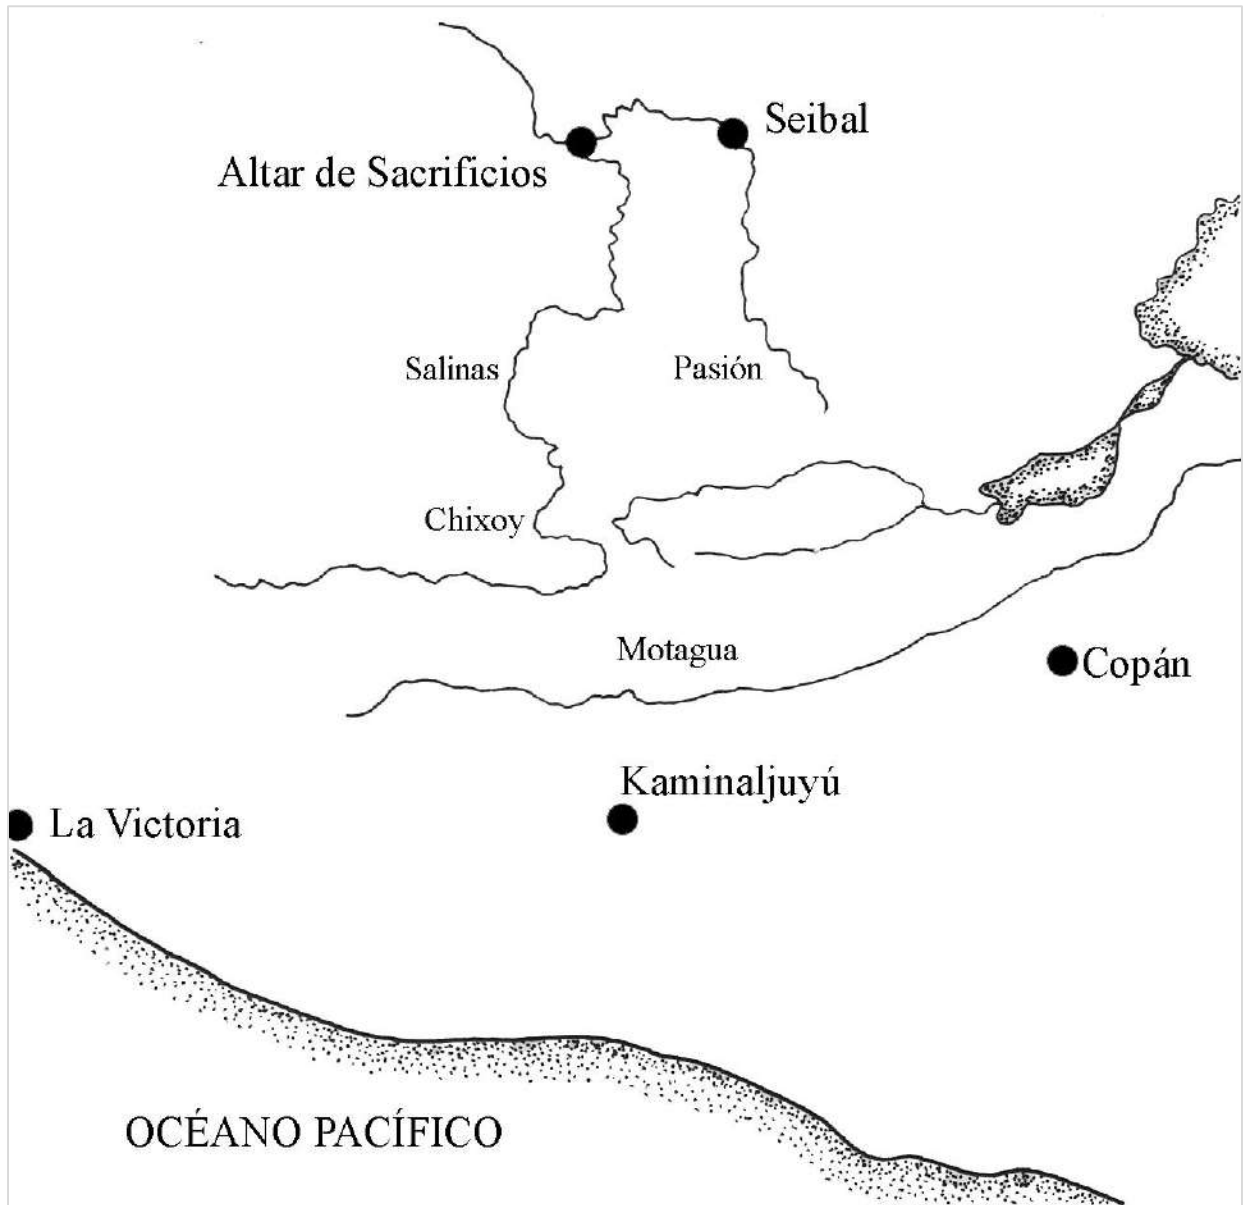 Seibal
Altar de Sacrificios
Salinas
Pasión
Chixoy
Motagua
Copán
Kaminaljuyú
La Victoria
OCÉANO PACÍFICO